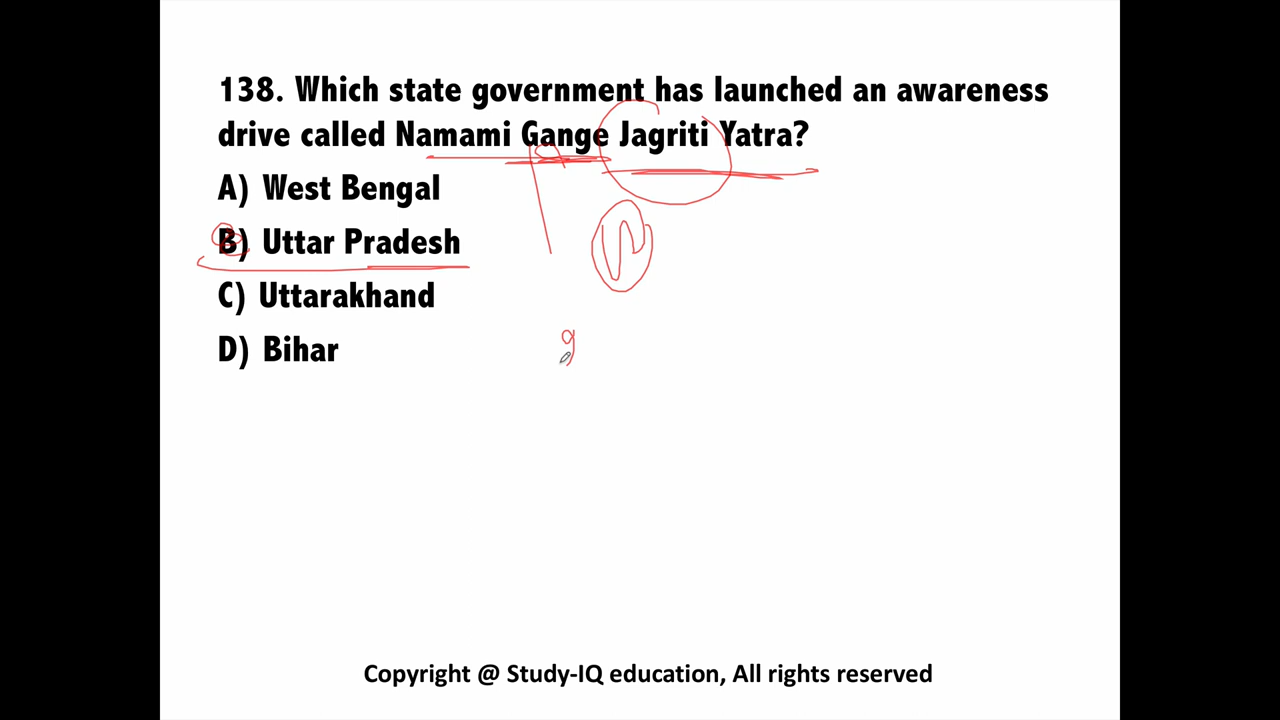 138. Which state government has launched an awareness
drive called Namami Gange Jagriti Yatra?
A) West Bengal
B) Uttar Pradesh
C) Uttarakhand
D) Bihar
Copyright @ Study-IQ education, All rights reserved